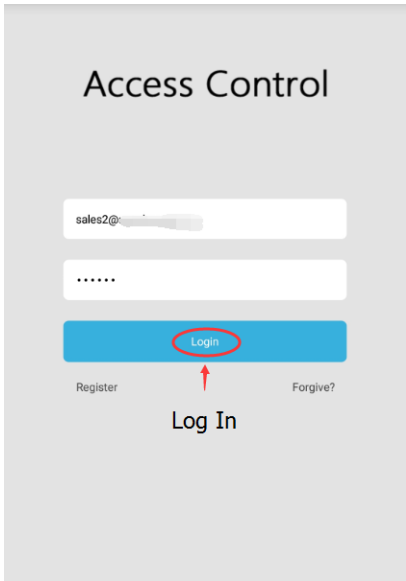 Access Control
sales2@
••••••
Login
Register
Forgive?
Log In